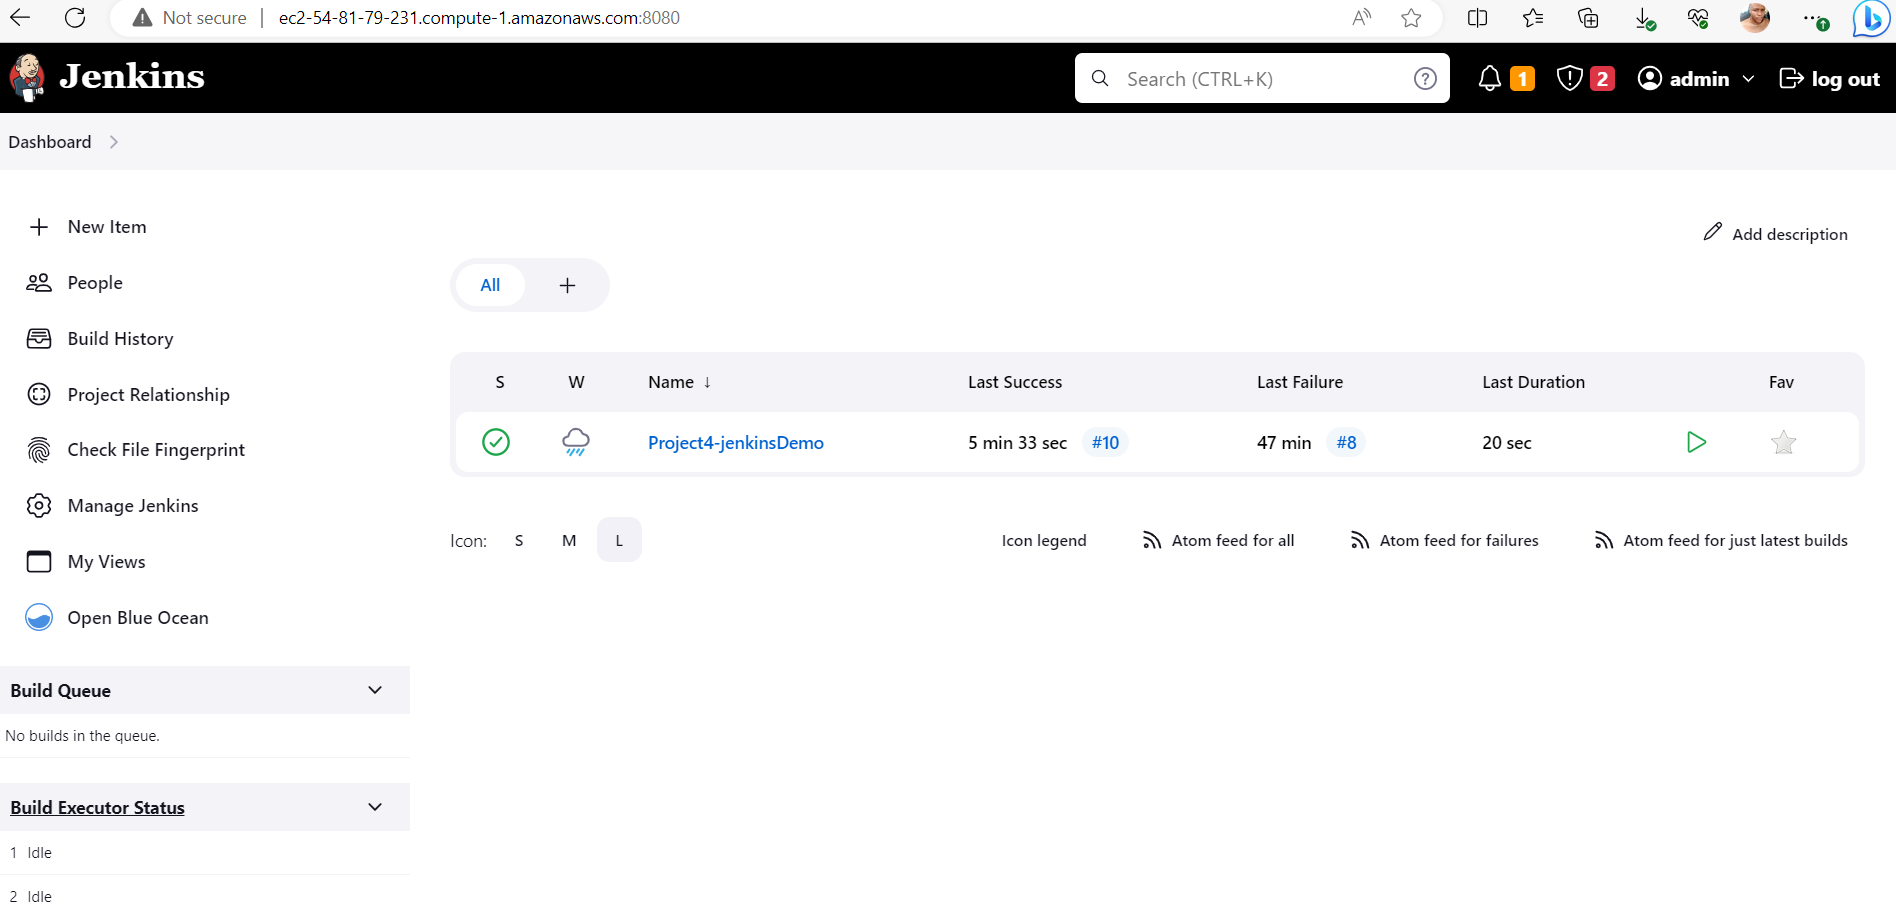 Not secure | ec2-54-81-79-231.compute-1.amazonaws.com:8080
Jenkins
Search (CTRL+K)
1
2
admin
log out
Dashboard
New Item
People
Build History
Project Relationship
Check File Fingerprint
Manage Jenkins
My Views
Open Blue Ocean
Build Queue
No builds in the queue.
Build Executor Status
1 Idle
2 Idle
Add description
All +
S W Name ↓ Last Success Last Failure Last Duration Fav
Project4-jenkinsDemo 5 min 33 sec #10 47 min #8 20 sec
Icon: S M L
Icon legend Atom feed for all Atom feed for failures Atom feed for just latest builds